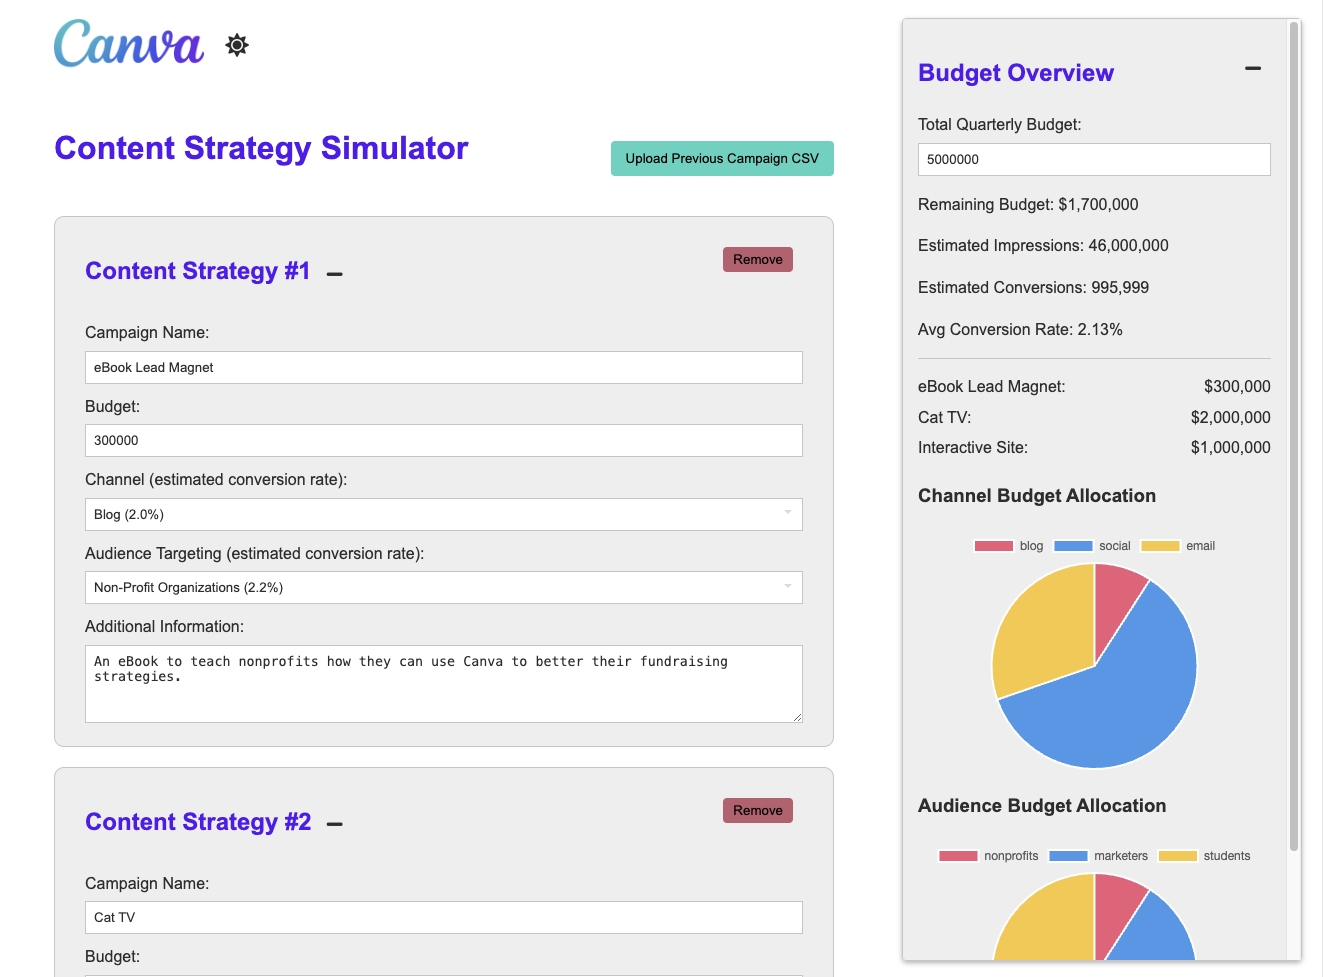 Canva
Content Strategy Simulator
Upload Previous Campaign CSV
Content Strategy #1
Remove
Campaign Name:
eBook Lead Magnet
Budget:
300000
Channel (estimated conversion rate):
Blog (2.0%)
Audience Targeting (estimated conversion rate):
Non-Profit Organizations (2.2%)
Additional Information:
An eBook to teach nonprofits how they can use Canva to better their fundraising
strategies.
Content Strategy #2
Remove
Campaign Name:
Cat TV
Budget:
Budget Overview
Total Quarterly Budget:
5000000
Remaining Budget: $1,700,000
Estimated Impressions: 46,000,000
Estimated Conversions: 995,999
Avg Conversion Rate: 2.13%
eBook Lead Magnet: $300,000
Cat TV: $2,000,000
Interactive Site: $1,000,000
Channel Budget Allocation
blog social email
Audience Budget Allocation
nonprofits marketers students